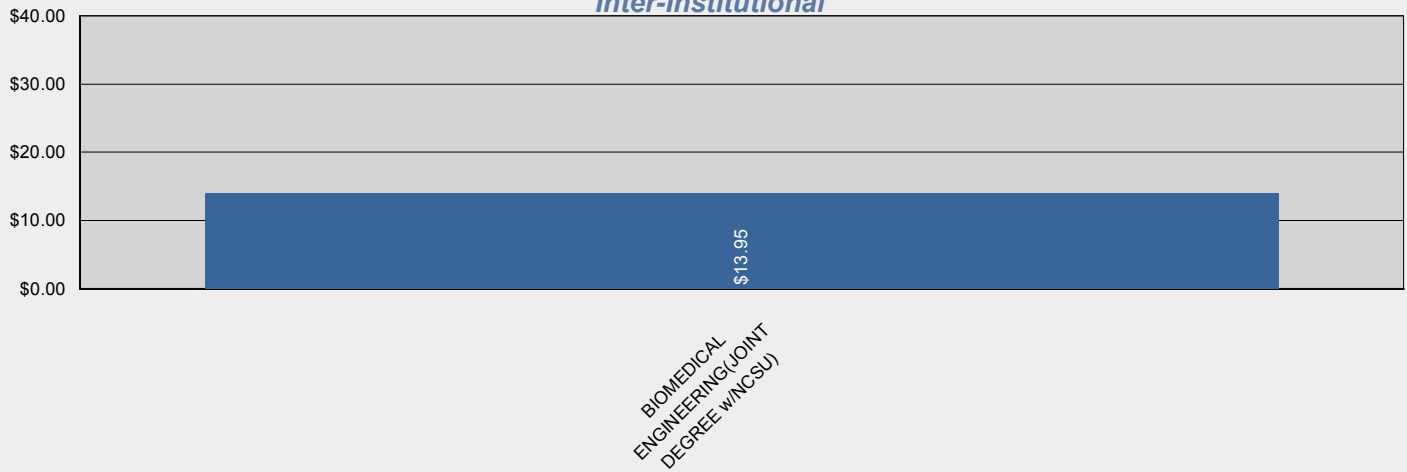 Inter-Institutional
$40.00
$30.00
$20.00
$10.00
$0.00
$13.95
BIOMEDICAL
ENGINEERING(JOINT
DEGREE w/NCSU)